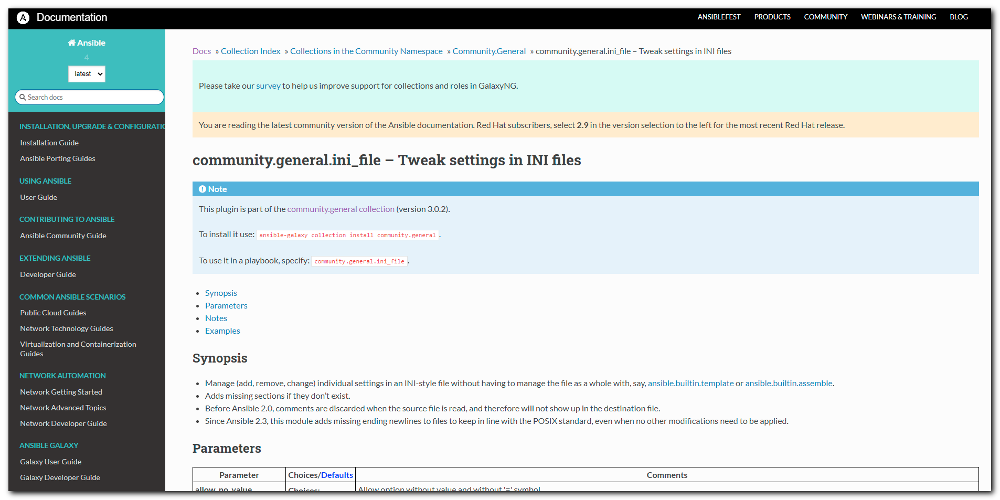 Documentation
ANSIBLEFEST PRODUCTS COMMUNITY WEBINARS & TRAINING BLOG
Ansible
4
latest
Search docs
INSTALLATION, UPGRADE & CONFIGURATIO
Installation Guide
Ansible Porting Guides
USING ANSIBLE
User Guide
CONTRIBUTING TO ANSIBLE
Ansible Community Guide
EXTENDING ANSIBLE
Developer Guide
COMMON ANSIBLE SCENARIOS
Public Cloud Guides
Network Technology Guides
Virtualization and Containerization
Guides
NETWORK AUTOMATION
Network Getting Started
Network Advanced Topics
Network Developer Guide
ANSIBLE GALAXY
Galaxy User Guide
Galaxy Developer Guide
Docs » Collection Index » Collections in the Community Namespace » Community.General » community.general.ini_file – Tweak settings in INI files
Please take our survey to help us improve support for collections and roles in GalaxyNG.
You are reading the latest community version of the Ansible documentation. Red Hat subscribers, select 2.9 in the version selection to the left for the most recent Red Hat release.
community.general.ini_file – Tweak settings in INI files
Note
This plugin is part of the community.general collection (version 3.0.2).
To install it use: ansible-galaxy collection install community.general.
To use it in a playbook, specify: community.general.ini_file.
• Synopsis
• Parameters
• Notes
• Examples
Synopsis
• Manage (add, remove, change) individual settings in an INI-style file without having to manage the file as a whole with, say, ansible.builtin.template or ansible.builtin.assemble.
• Adds missing sections if they don't exist.
• Before Ansible 2.0, comments are discarded when the source file is read, and therefore will not show up in the destination file.
• Since Ansible 2.3, this module adds missing ending newlines to files to keep in line with the POSIX standard, even when no other modifications need to be applied.
Parameters
Parameter Choices/Defaults Comments
allow_no_value Choices: Allow option without value and without '=' symbol